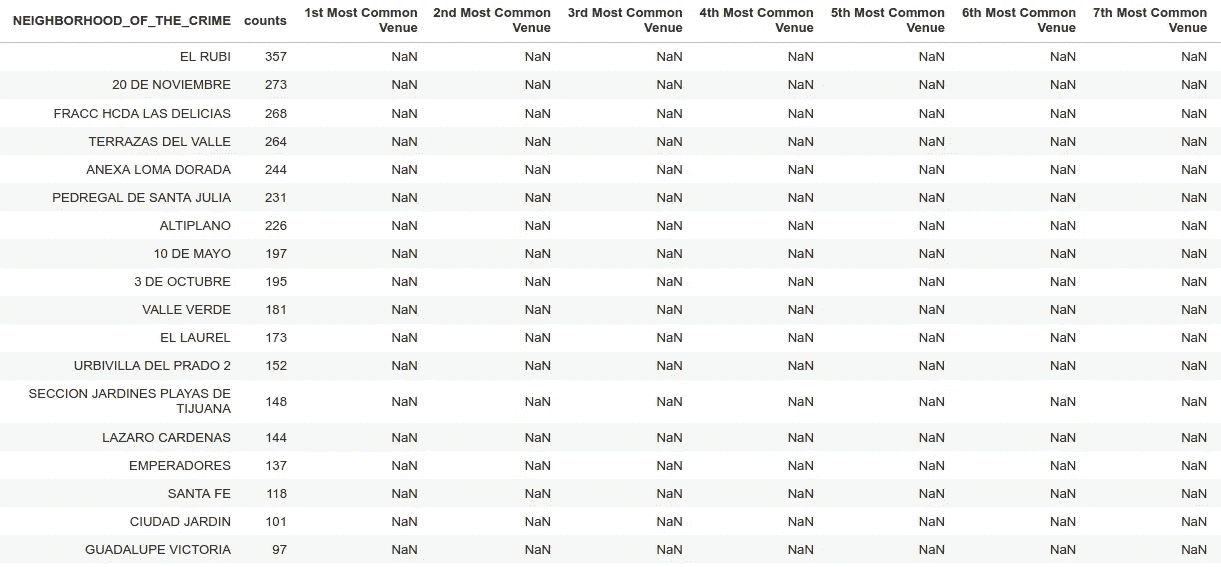 NEIGHBORHOOD_OF_THE_CRIME counts 1st Most Common Venue 2nd Most Common Venue 3rd Most Common Venue 4th Most Common Venue 5th Most Common Venue 6th Most Common Venue 7th Most Common Venue
EL RUBI 357 NaN NaN NaN NaN NaN NaN NaN
20 DE NOVIEMBRE 273 NaN NaN NaN NaN NaN NaN NaN
FRACC HCDA LAS DELICIAS 268 NaN NaN NaN NaN NaN NaN NaN
TERRAZAS DEL VALLE 264 NaN NaN NaN NaN NaN NaN NaN
ANEXA LOMA DORADA 244 NaN NaN NaN NaN NaN NaN NaN
PEDREGAL DE SANTA JULIA 231 NaN NaN NaN NaN NaN NaN NaN
ALTIPLANO 226 NaN NaN NaN NaN NaN NaN NaN
10 DE MAYO 197 NaN NaN NaN NaN NaN NaN NaN
3 DE OCTUBRE 195 NaN NaN NaN NaN NaN NaN NaN
VALLE VERDE 181 NaN NaN NaN NaN NaN NaN NaN
EL LAUREL 173 NaN NaN NaN NaN NaN NaN NaN
URBIVILLA DEL PRADO 2 152 NaN NaN NaN NaN NaN NaN NaN
SECCION JARDINES PLAYAS DE TIJUANA 148 NaN NaN NaN NaN NaN NaN NaN
LAZARO CARDENAS 144 NaN NaN NaN NaN NaN NaN NaN
EMPERADORES 137 NaN NaN NaN NaN NaN NaN NaN
SANTA FE 118 NaN NaN NaN NaN NaN NaN NaN
CIUDAD JARDIN 101 NaN NaN NaN NaN NaN NaN NaN
GUADALUPE VICTORIA 97 NaN NaN NaN NaN NaN NaN NaN